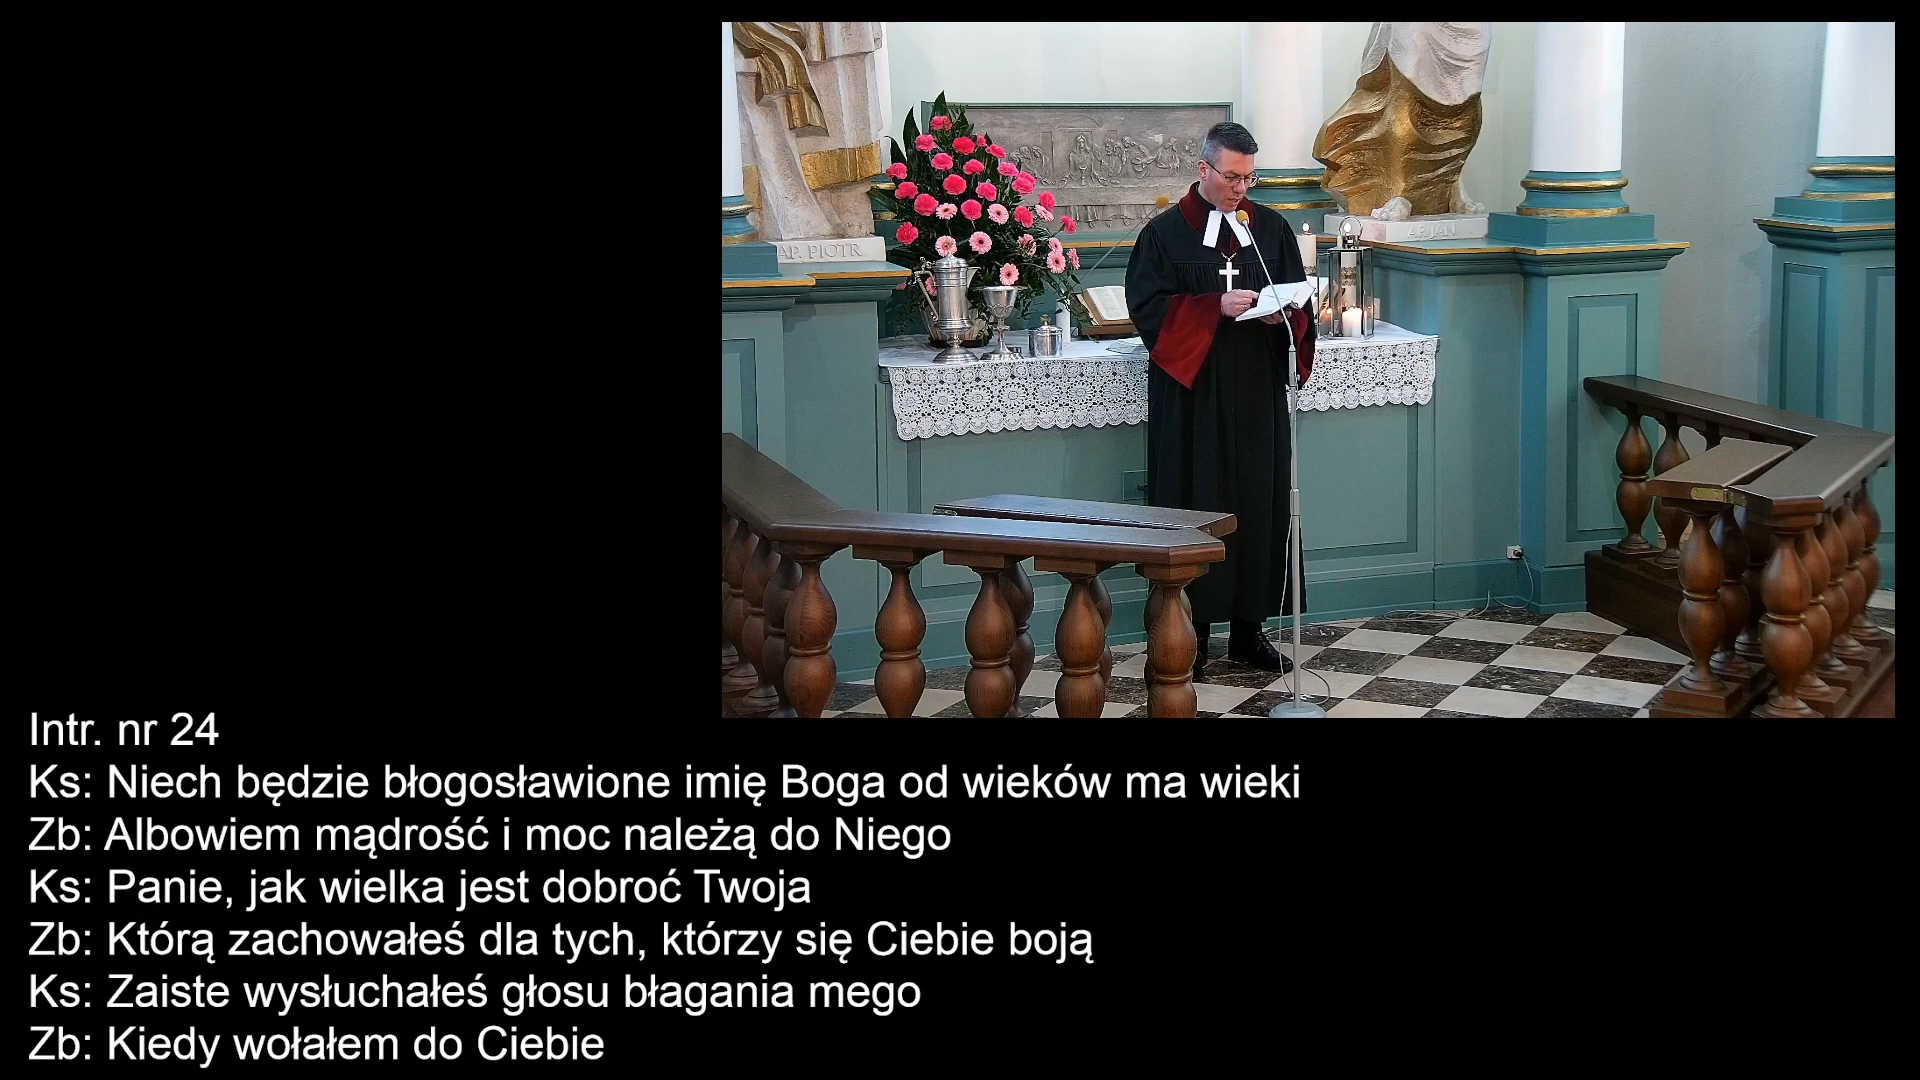 AP. PIOTR
AP. JAN
Intr. nr 24
Ks: Niech będzie błogosławione imię Boga od wieków ma wieki
Zb: Albowiem mądrość i moc należą do Niego
Ks: Panie, jak wielka jest dobroć Twoja
Zb: Którą zachowałeś dla tych, którzy się Ciebie boją
Ks: Zaiste wysłuchałeś głosu błagania mego
Zb: Kiedy wołałem do Ciebie